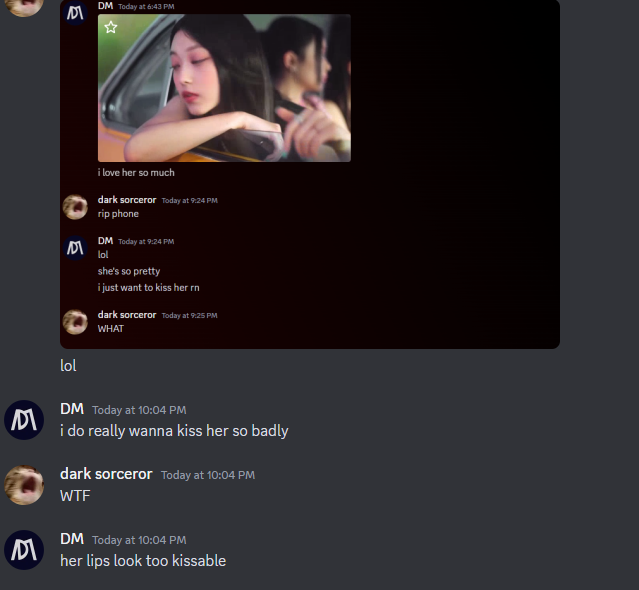 DM Today at 6:43 PM
i love her so much
dark sorceror Today at 9:24 PM
rip phone
DM Today at 9:24 PM
lol
she's so pretty
i just want to kiss her rn
dark sorceror Today at 9:25 PM
WHAT
lol
DM Today at 10:04 PM
i do really wanna kiss her so badly
dark sorceror Today at 10:04 PM
WTF
DM Today at 10:04 PM
her lips look too kissable